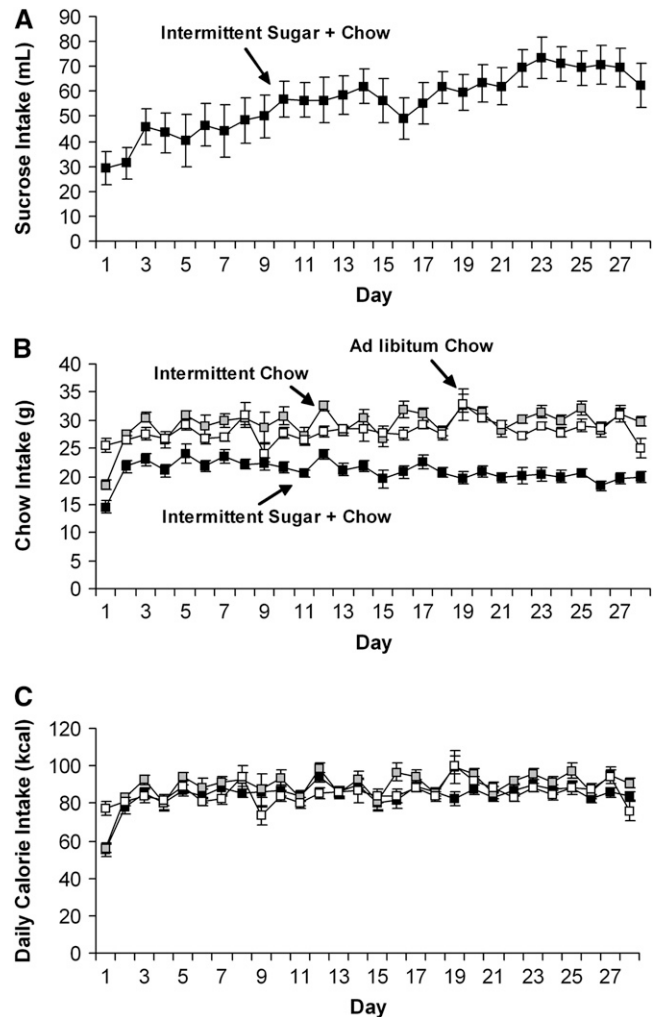 A
Sucrose Intake (mL)
90
80
70
60
50
40
30
20
10
0
Intermittent Sugar + Chow
1 3 5 7 9 11 13 15 17 19 21 23 25 27
Day
B
Chow Intake (g)
40
35
30
25
20
15
10
5
0
Ad libitum Chow
Intermittent Chow
Intermittent Sugar + Chow
1 3 5 7 9 11 13 15 17 19 21 23 25 27
Day
C
Daily Calorie Intake (kcal)
120
100
80
60
40
20
0
1 3 5 7 9 11 13 15 17 19 21 23 25 27
Day